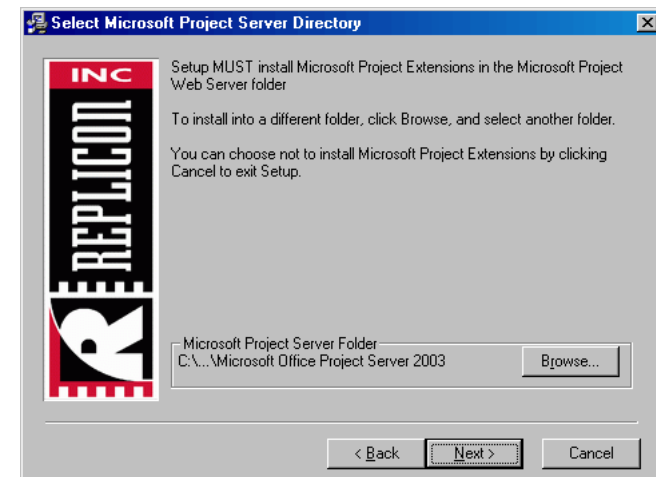 Select Microsoft Project Server Directory
INC
REPLICON
R
Setup MUST install Microsoft Project Extensions in the Microsoft Project
Web Server folder
To install into a different folder, click Browse, and select another folder.
You can choose not to install Microsoft Project Extensions by clicking
Cancel to exit Setup.
Microsoft Project Server Folder
C:\...\Microsoft Office Project Server 2003
Browse...
< Back
Next >
Cancel